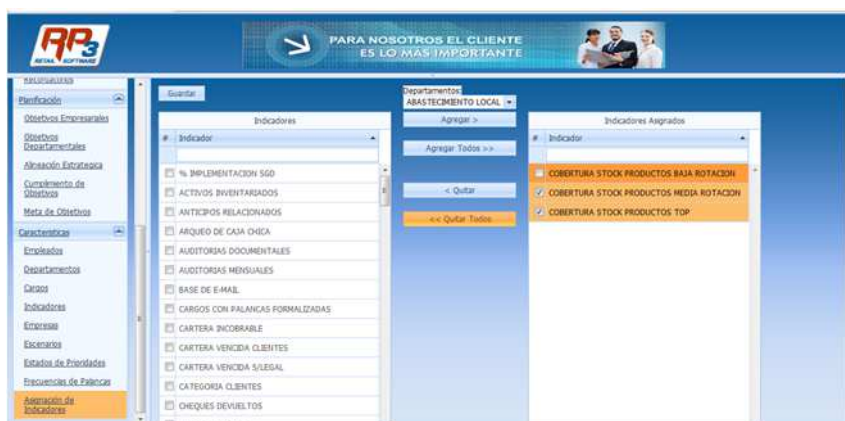 RP3
RETAIL SOFTWARE
PARA NOSOTROS EL CLIENTE
ES LO MÁS IMPORTANTE
Planificación
Objetivos Empresariales
Objetivos
Departamentales
Alineación Estrategica
Cumplimiento de
Objetivos
Meta de Objetivos
Caracteristicas
Empleados
Departamentos
Cargos
Indicadores
Empresas
Escenarios
Estados de Prioridades
Frecuencias de Palancas
Asignación de
Indicadores
Guardar
Indicadores
# Indicador
% IMPLEMENTACION SGD
ACTIVOS INVENTARIADOS
ANTICIPOS RELACIONADOS
ARQUEO DE CAJA CHICA
AUDITORIAS DOCUMENTALES
AUDITORIAS MENSUALES
BASE DE E-MAIL
CARGOS CON PALANCAS FORMALIZADAS
CARTERA INCOBRABLE
CARTERA VENCIDA CLIENTES
CARTERA VENCIDA S/LEGAL
CATEGORIA CLIENTES
CHEQUES DEVUELTOS
Departamentos:
ABASTECIMIENTO LOCAL
Agregar >
Agregar Todos >>
< Quitar
<< Quitar Todos
Indicadores Asignados
# Indicador
COBERTURA STOCK PRODUCTOS BAJA ROTACION
COBERTURA STOCK PRODUCTOS MEDIA ROTACION
COBERTURA STOCK PRODUCTOS TOP